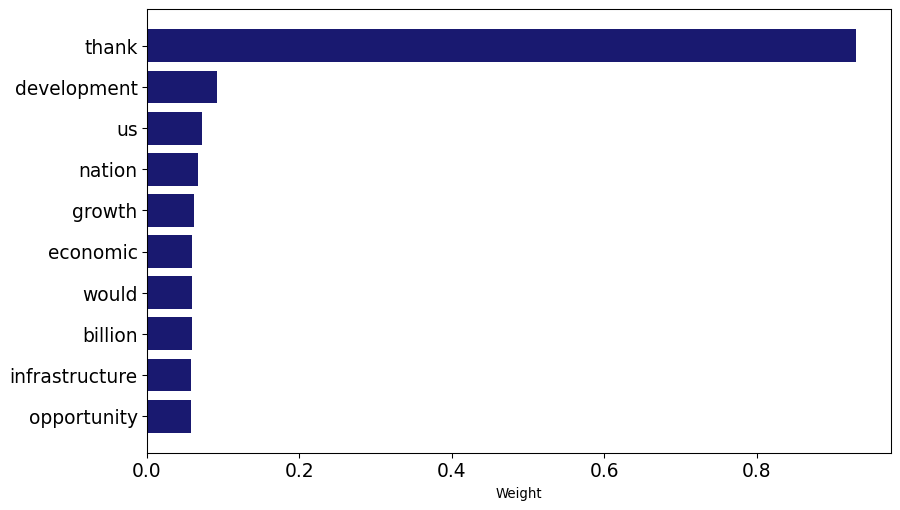 thank
development
us
nation
growth
economic
would
billion
infrastructure
opportunity
0.0 0.2 0.4 0.6 0.8
Weight